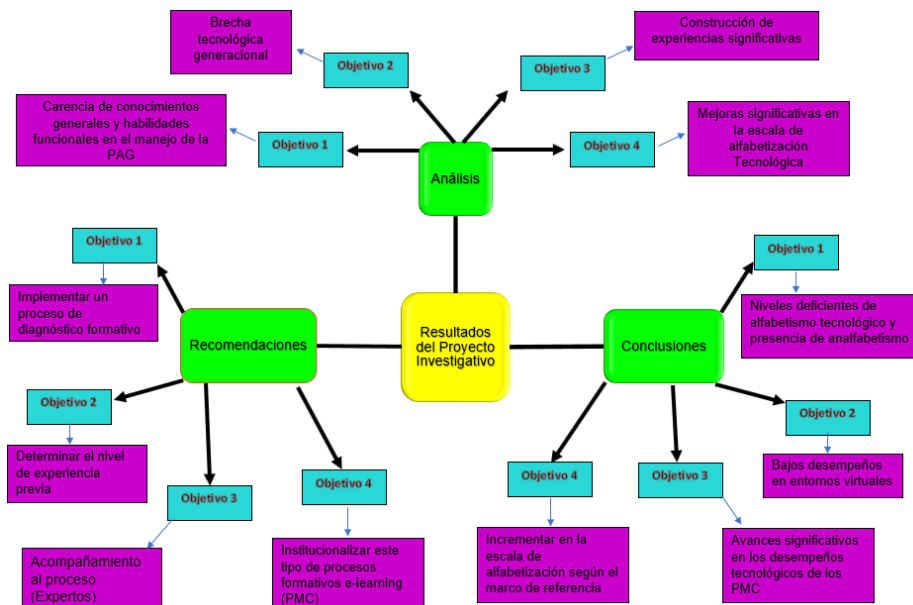 Brecha
tecnológica
generacional
Objetivo 2
Objetivo 3
Construcción de
experiencias significativas
Carencia de conocimientos
generales y habilidades
funcionales en el manejo de la
PAG
Objetivo 1
Objetivo 4
Mejoras significativas en
la escala de
alfabetización
Tecnológica
Análisis
Objetivo 1
Implementar un
proceso de
diagnóstico formativo
Recomendaciones
Resultados
del Proyecto
Investigativo
Conclusiones
Objetivo 1
Niveles deficientes de
alfabetismo tecnológico y
presencia de analfabetismo
Objetivo 2
Determinar el nivel
de experiencia
previa
Objetivo 3
Acompañamiento
al proceso
(Expertos)
Objetivo 4
Institucionalizar este
tipo de procesos
formativos e-learning
(PMC)
Objetivo 4
Incrementar en la
escala de
alfabetización según el
marco de referencia
Objetivo 3
Avances significativos
en los desempeños
tecnológicos de los
PMC
Objetivo 2
Bajos desempeños
en entornos virtuales